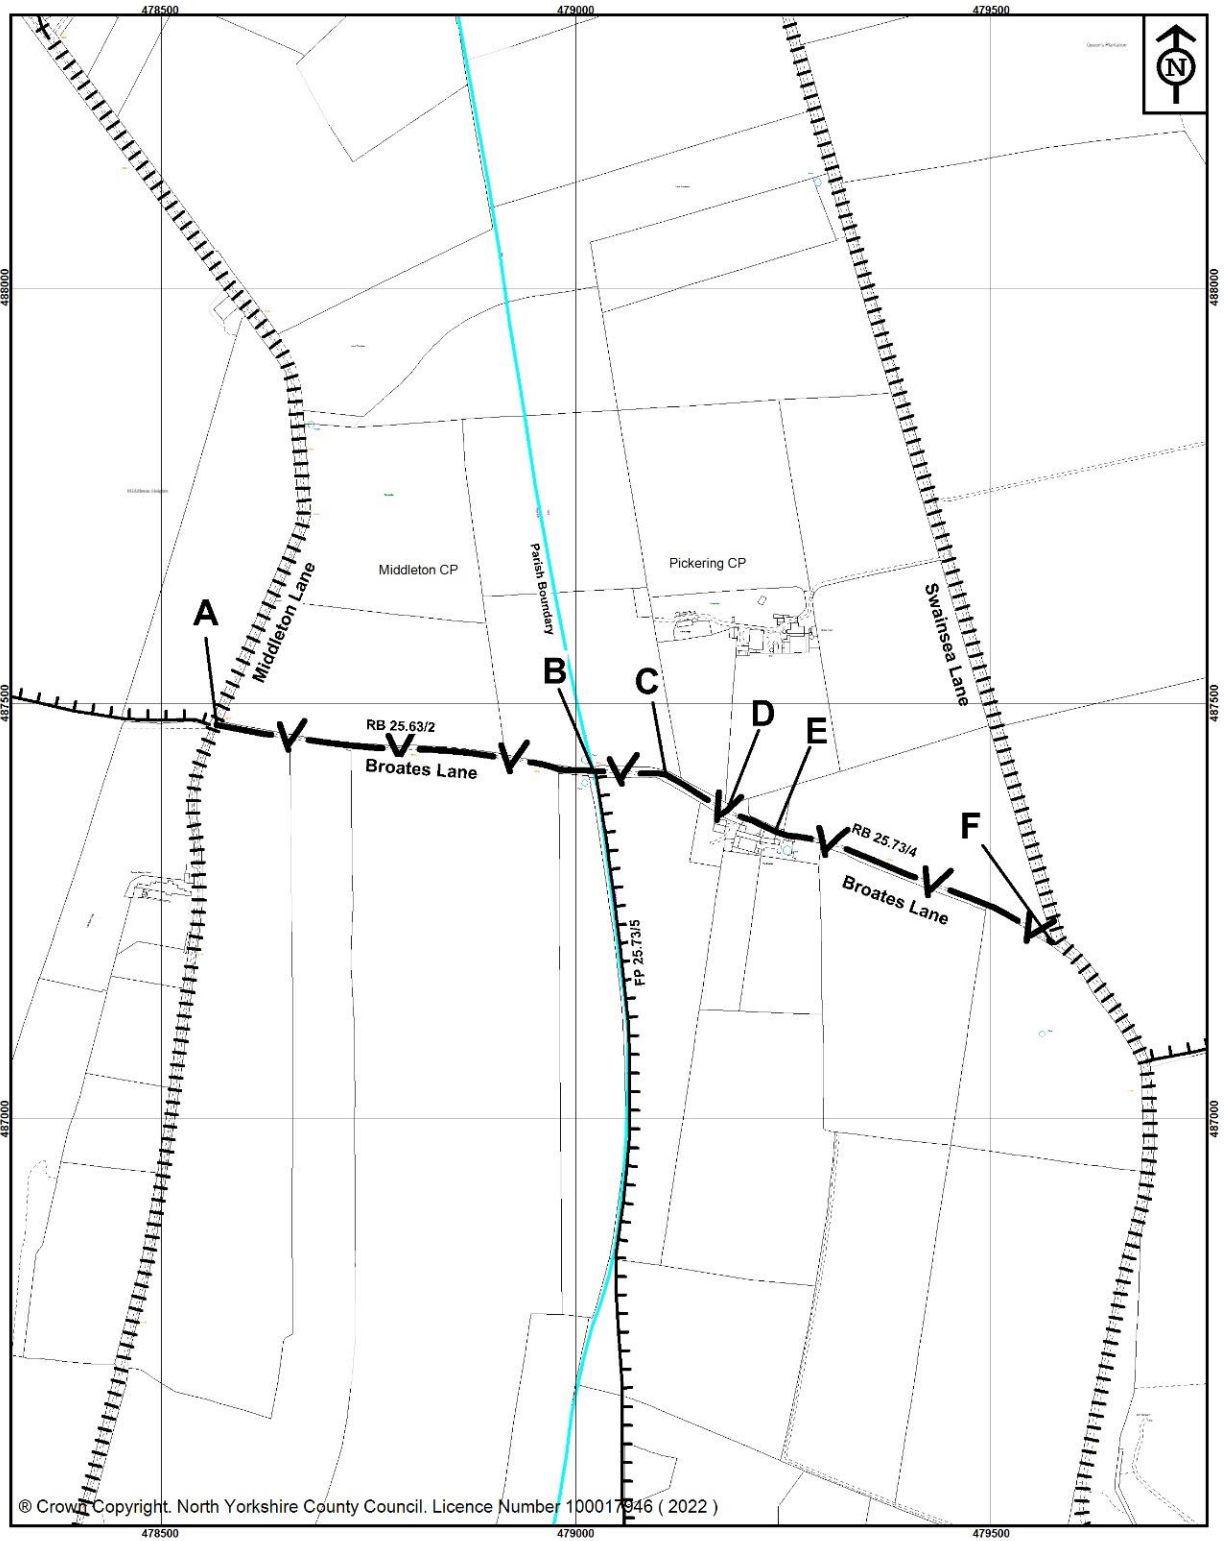 478500
479000
479500
N
488000
488000
Middleton CP
Pickering CP
Parish Boundary
Middleton Lane
Swainsea Lane
A
487500
487500
B
C
D
E
F
RB 25.63/2
Broates Lane
RB 25.73/4
Broates Lane
FP 25.73/5
487000
487000
® Crown Copyright. North Yorkshire County Council. Licence Number 100017946 ( 2022 )
478500
479000
479500